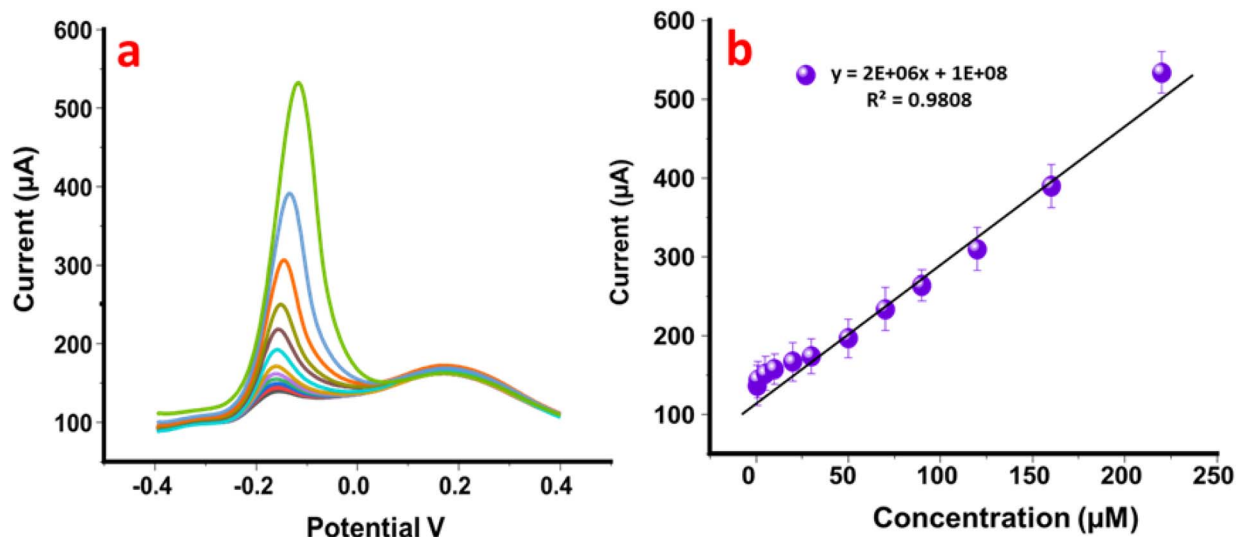 a
600
500
400
300
200
100
Current (µA)
-0.4
-0.2
0.0
0.2
0.4
Potential V
b
y = 2E+06x + 1E+08
R² = 0.9808
600
500
400
300
200
100
Current (µA)
0
50
100
150
200
250
Concentration (µM)